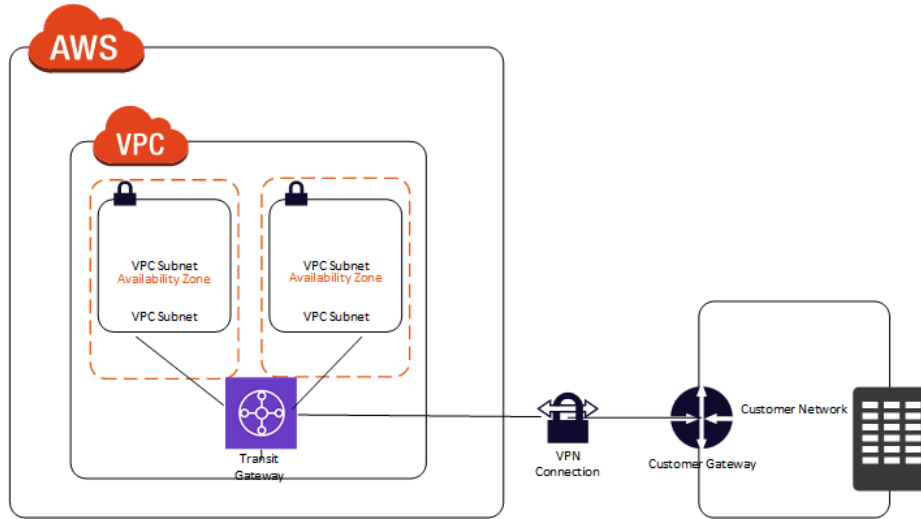 AWS
VPC
VPC Subnet
Availability Zone
VPC Subnet
VPC Subnet
Availability Zone
VPC Subnet
Transit
Gateway
VPN
Connection
Customer Gateway
Customer Network